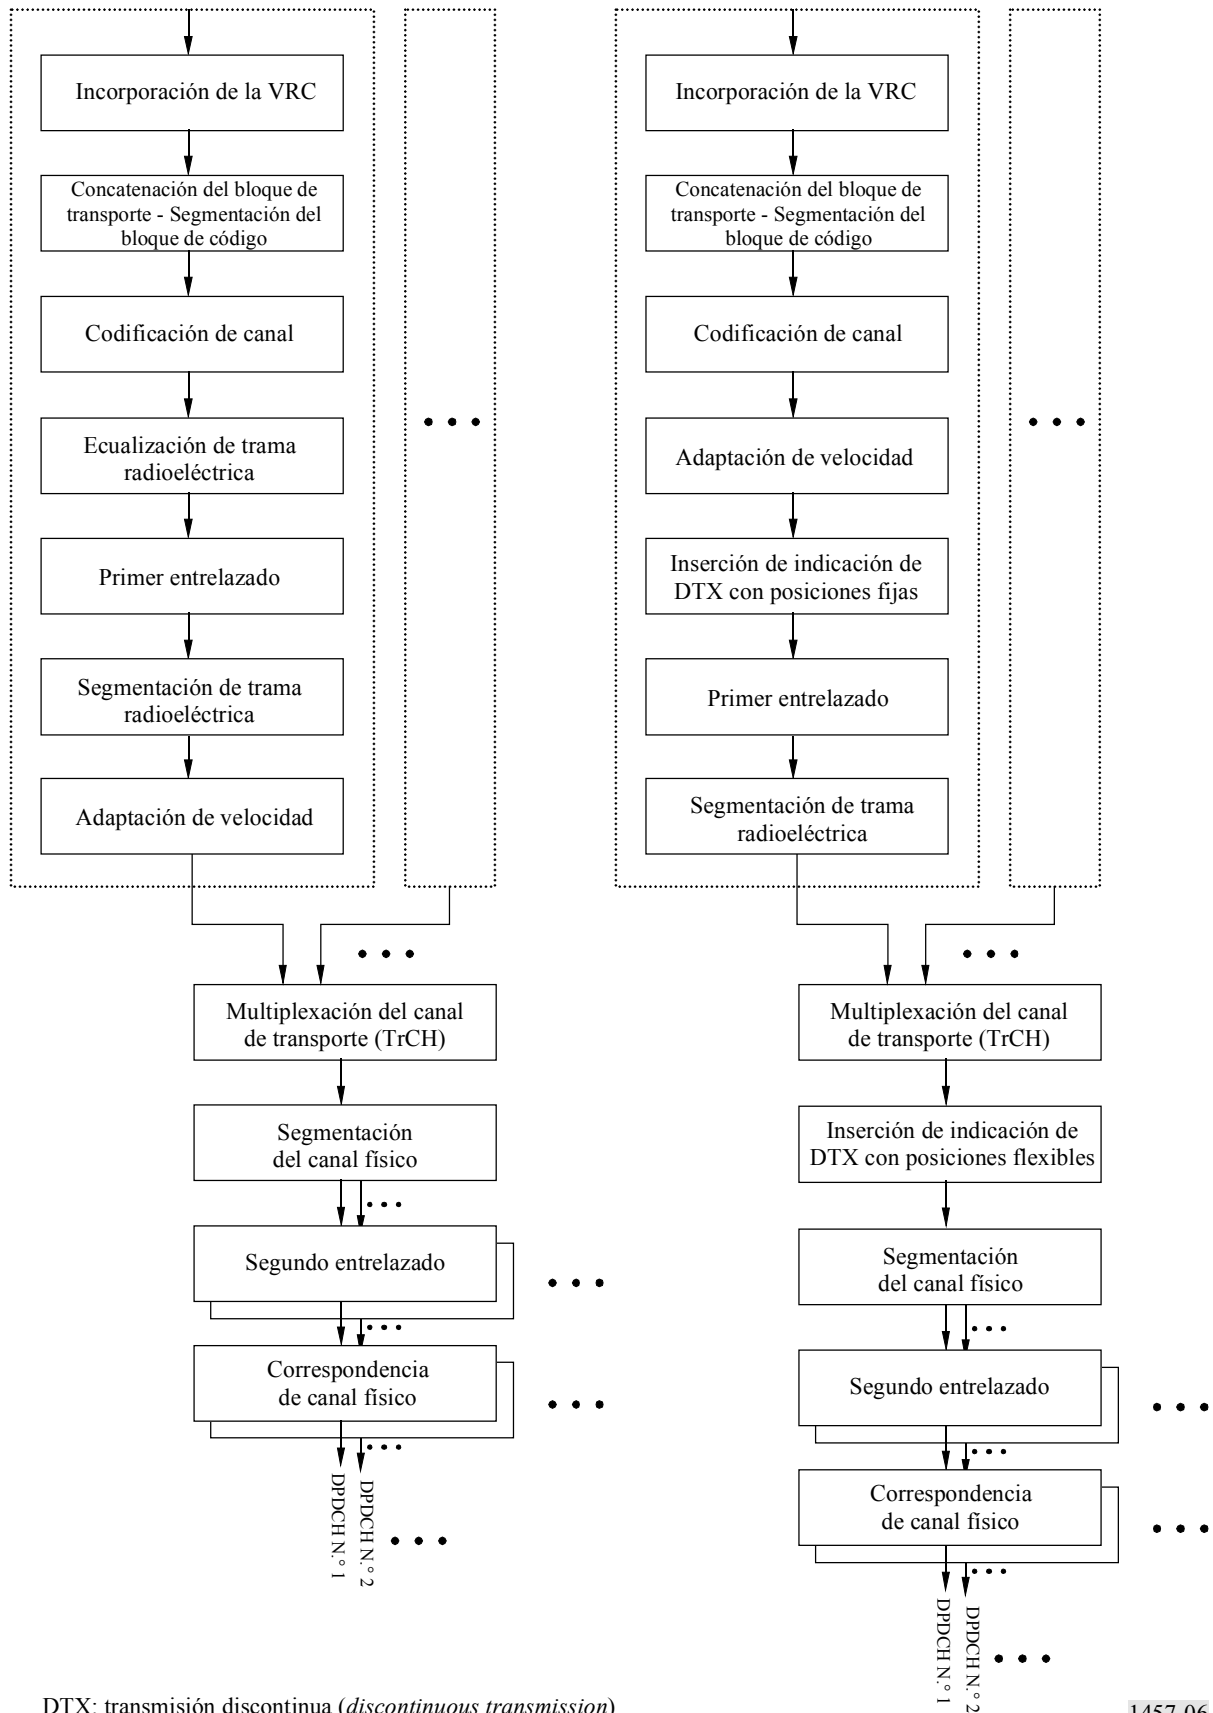 Incorporación de la VRC
Concatenación del bloque de
transporte - Segmentación del
bloque de código
Codificación de canal
Ecualización de trama
radioeléctrica
Primer entrelazado
Segmentación de trama
radioeléctrica
Adaptación de velocidad
Multiplexación del canal
de transporte (TrCH)
Segmentación
del canal físico
Segundo entrelazado
Correspondencia
de canal físico
DPDCH N.° 1
DPDCH N.° 2
Incorporación de la VRC
Concatenación del bloque de
transporte - Segmentación del
bloque de código
Codificación de canal
Adaptación de velocidad
Inserción de indicación de
DTX con posiciones fijas
Primer entrelazado
Segmentación de trama
radioeléctrica
Multiplexación del canal
de transporte (TrCH)
Inserción de indicación de
DTX con posiciones flexibles
Segmentación
del canal físico
Segundo entrelazado
Correspondencia
de canal físico
DPDCH N.° 1
DPDCH N.° 2
DTX: transmisión discontinua (discontinuous transmission)
1457-06